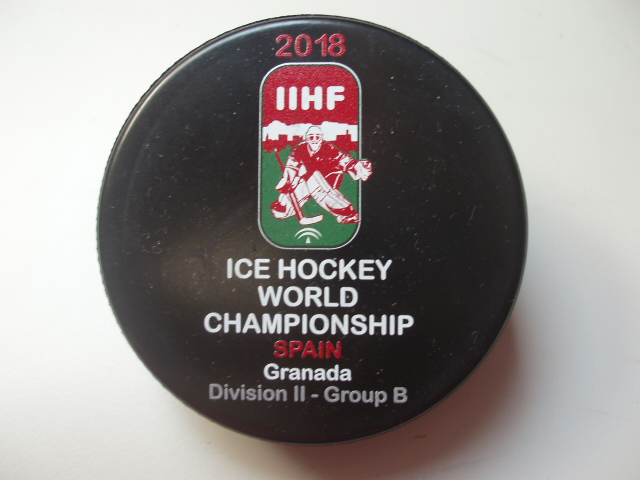 2018
IIHF
ICE HOCKEY
WORLD
CHAMPIONSHIP
SPAIN
Granada
Division II - Group B